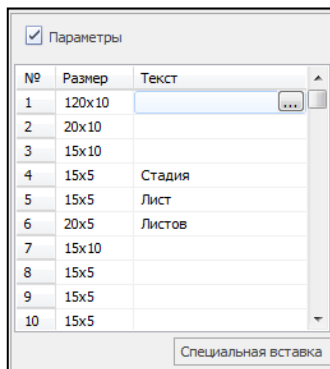 Параметры
№ Размер Текст
1 120x10 ...
2 20x10
3 15x10
4 15x5 Стадия
5 15x5 Лист
6 20x5 Листов
7 15x10
8 15x5
9 15x5
10 15x5
Специальная вставка